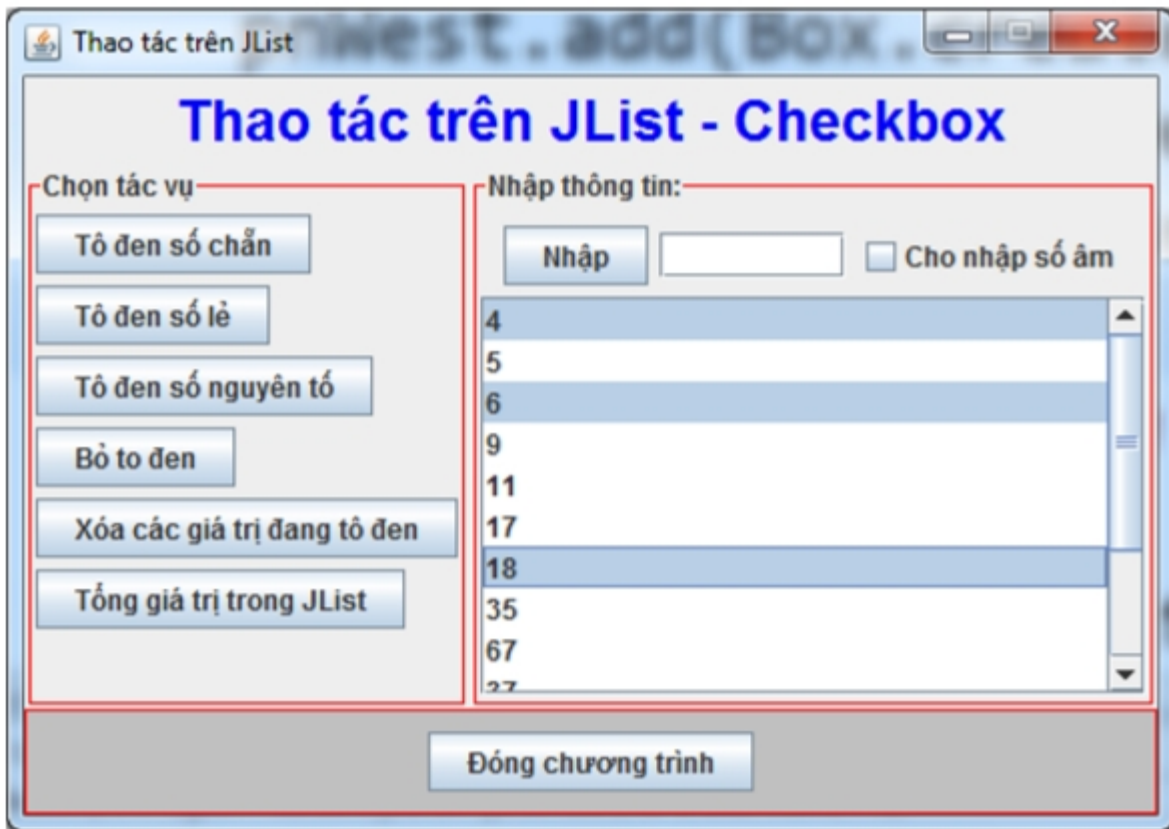 pnWest.add(Box.
Thao tác trên JList
Thao tác trên JList - Checkbox
Chọn tác vụ
Tô đen số chẵn
Tô đen số lẻ
Tô đen số nguyên tố
Bỏ to đen
Xóa các giá trị đang tô đen
Tổng giá trị trong JList
Nhập thông tin:
Nhập
Cho nhập số âm
4
5
6
9
11
17
18
35
67
Đóng chương trình